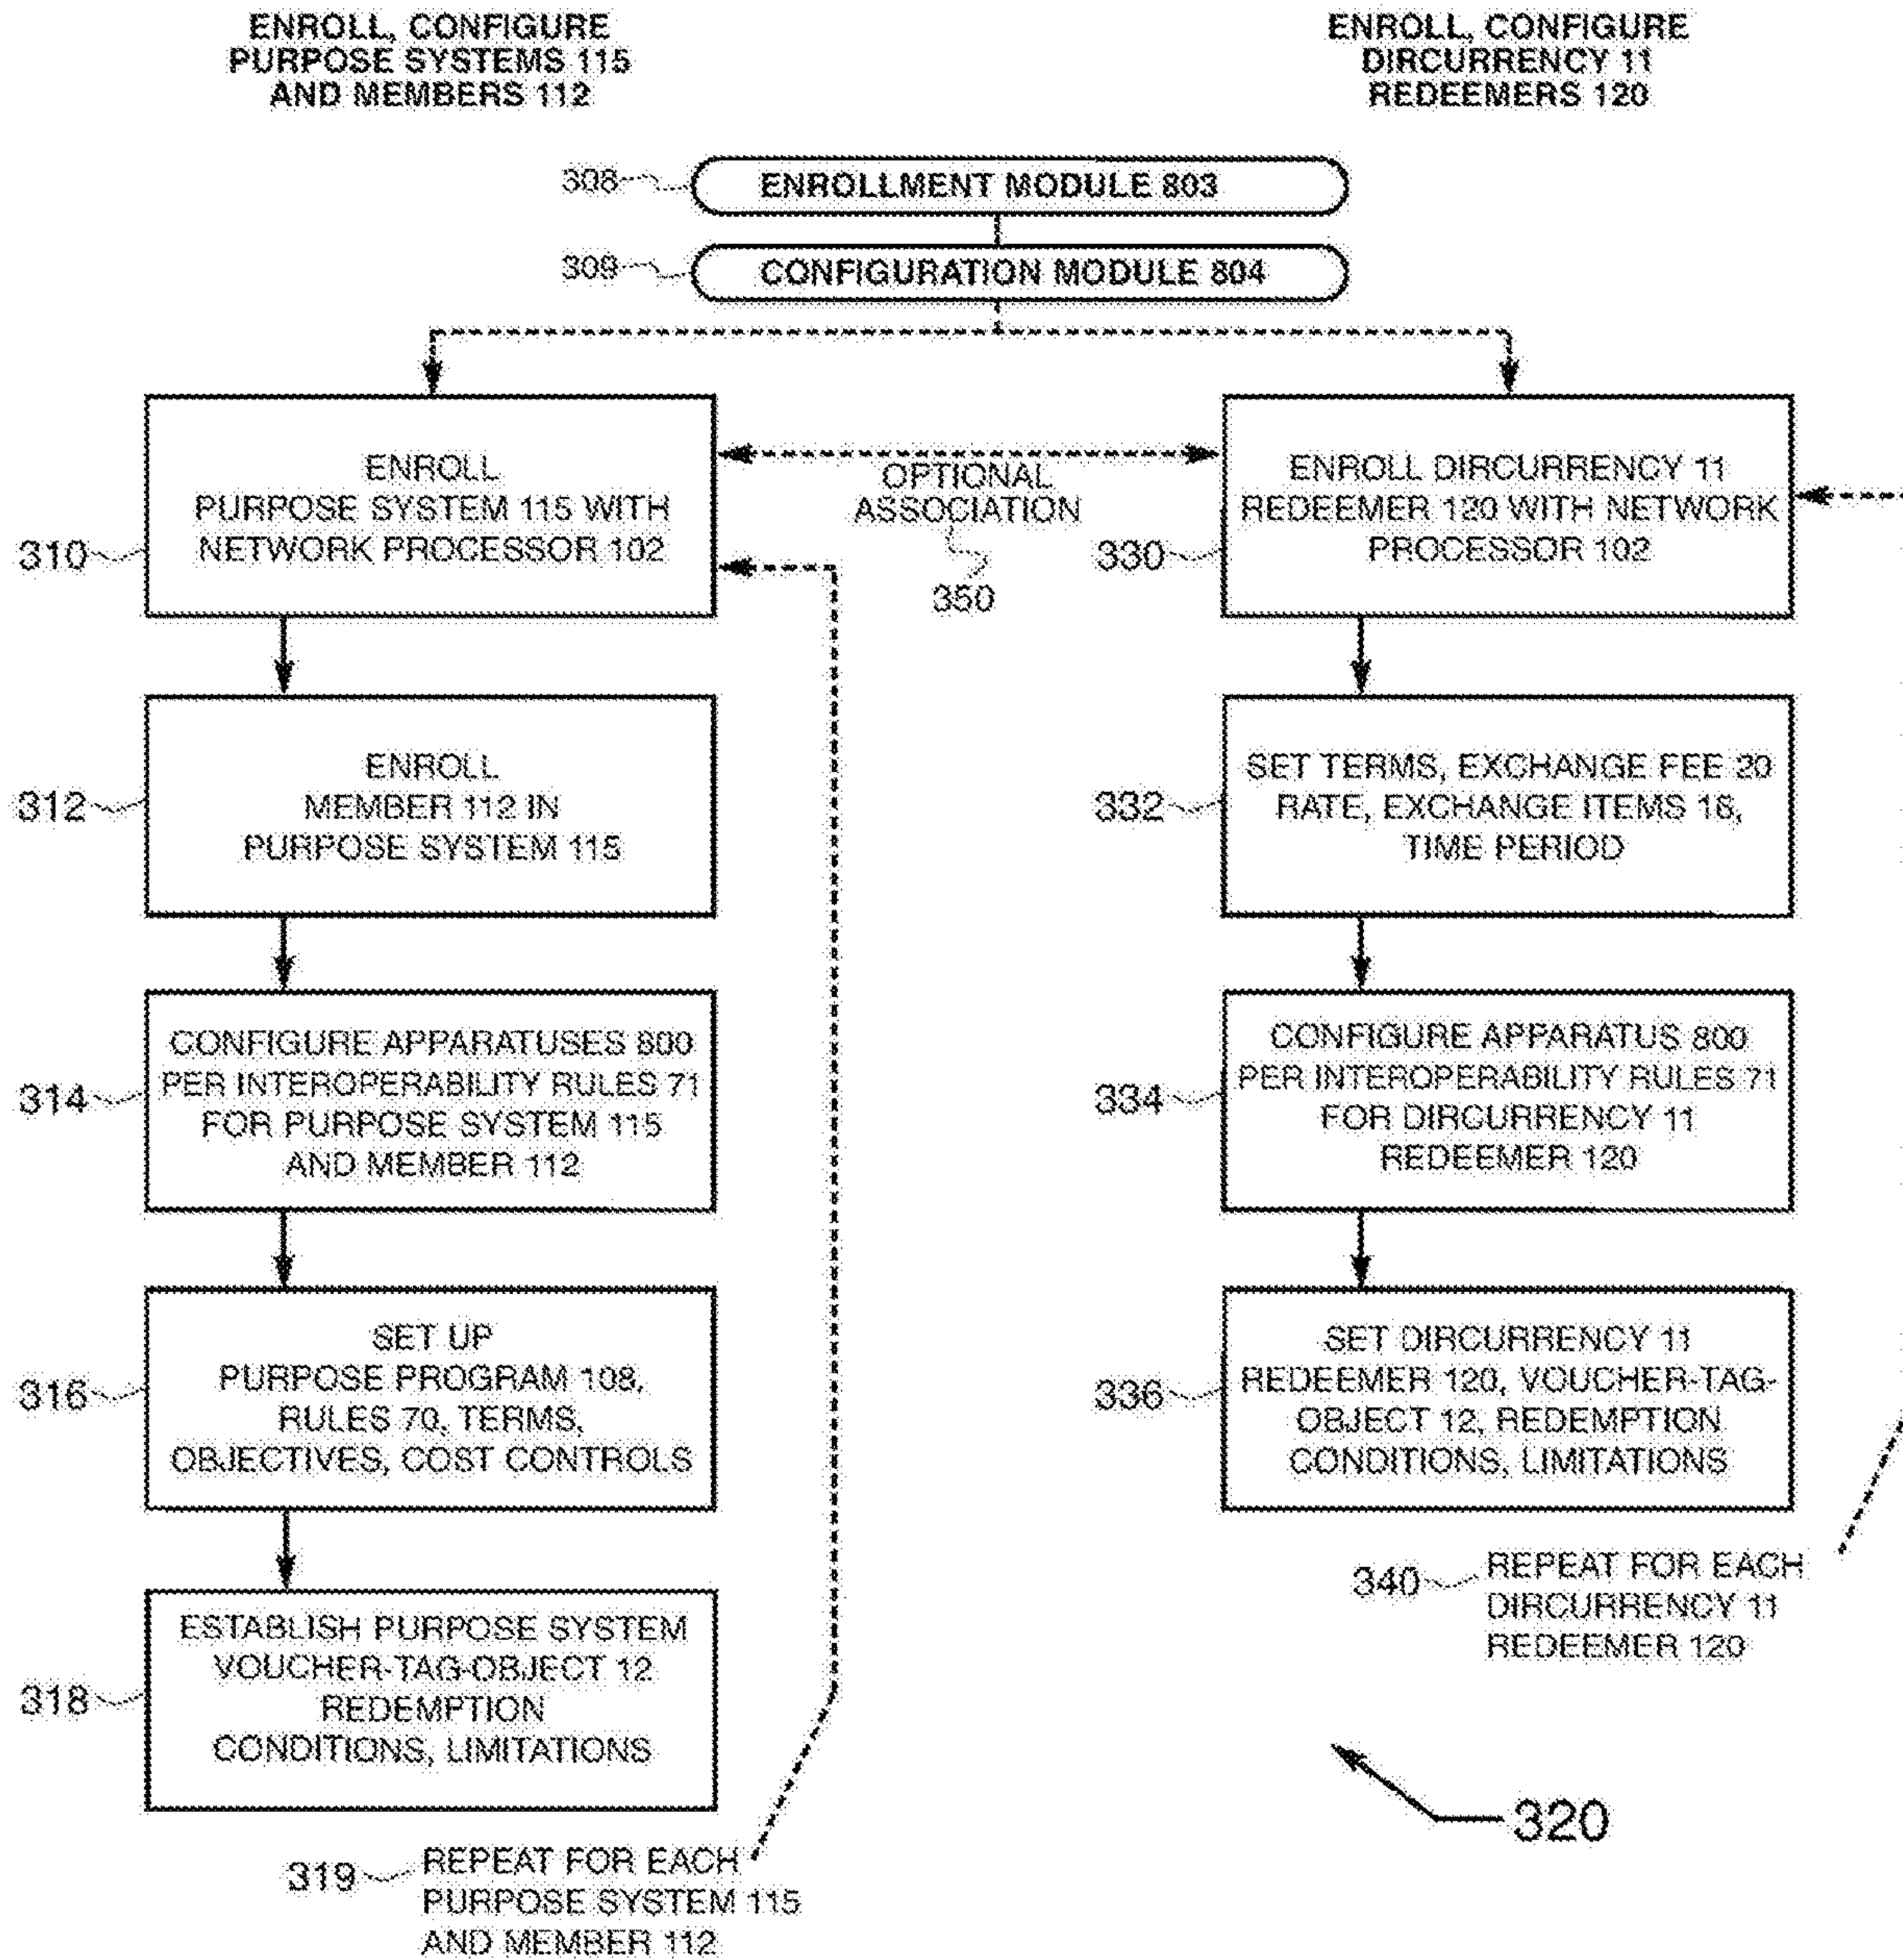 ENROLL, CONFIGURE
PURPOSE SYSTEMS 115
AND MEMBERS 112
ENROLL, CONFIGURE
DIRCURRENCY 11
REDEEMERS 120
308
ENROLLMENT MODULE 803
309
CONFIGURATION MODULE 804
310
ENROLL
PURPOSE SYSTEM 115 WITH
NETWORK PROCESSOR 102
OPTIONAL
ASSOCIATION
350
330
ENROLL DIRCURRENCY 11
REDEEMER 120 WITH NETWORK
PROCESSOR 102
312
ENROLL
MEMBER 112 IN
PURPOSE SYSTEM 115
332
SET TERMS, EXCHANGE FEE 20
RATE, EXCHANGE ITEMS 16,
TIME PERIOD
314
CONFIGURE APPARATUSES 800
PER INTEROPERABILITY RULES 71
FOR PURPOSE SYSTEM 115
AND MEMBER 112
334
CONFIGURE APPARATUS 800
PER INTEROPERABILITY RULES 71
FOR DIRCURRENCY 11
REDEEMER 120
316
SET UP
PURPOSE PROGRAM 108,
RULES 70, TERMS,
OBJECTIVES, COST CONTROLS
336
SET DIRCURRENCY 11
REDEEMER 120, VOUCHER-TAG-
OBJECT 12, REDEMPTION
CONDITIONS, LIMITATIONS
318
ESTABLISH PURPOSE SYSTEM
VOUCHER-TAG-OBJECT 12
REDEMPTION
CONDITIONS, LIMITATIONS
340
REPEAT FOR EACH
DIRCURRENCY 11
REDEEMER 120
319
REPEAT FOR EACH
PURPOSE SYSTEM 115
AND MEMBER 112
320